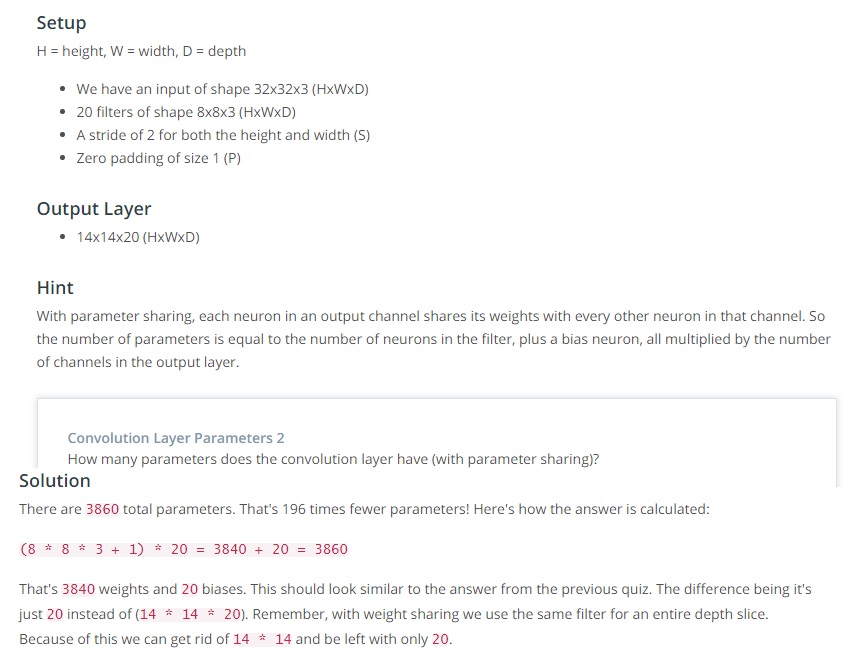 Setup
H = height, W = width, D = depth
• We have an input of shape 32x32x3 (HxWxD)
• 20 filters of shape 8x8x3 (HxWxD)
• A stride of 2 for both the height and width (S)
• Zero padding of size 1 (P)
Output Layer
• 14x14x20 (HxWxD)
Hint
With parameter sharing, each neuron in an output channel shares its weights with every other neuron in that channel. So
the number of parameters is equal to the number of neurons in the filter, plus a bias neuron, all multiplied by the number
of channels in the output layer.
Convolution Layer Parameters 2
How many parameters does the convolution layer have (with parameter sharing)?
Solution
There are 3860 total parameters. That's 196 times fewer parameters! Here's how the answer is calculated:
(8 * 8 * 3 + 1) * 20 = 3840 + 20 = 3860
That's 3840 weights and 20 biases. This should look similar to the answer from the previous quiz. The difference being it's
just 20 instead of (14 * 14 * 20). Remember, with weight sharing we use the same filter for an entire depth slice.
Because of this we can get rid of 14 * 14 and be left with only 20.